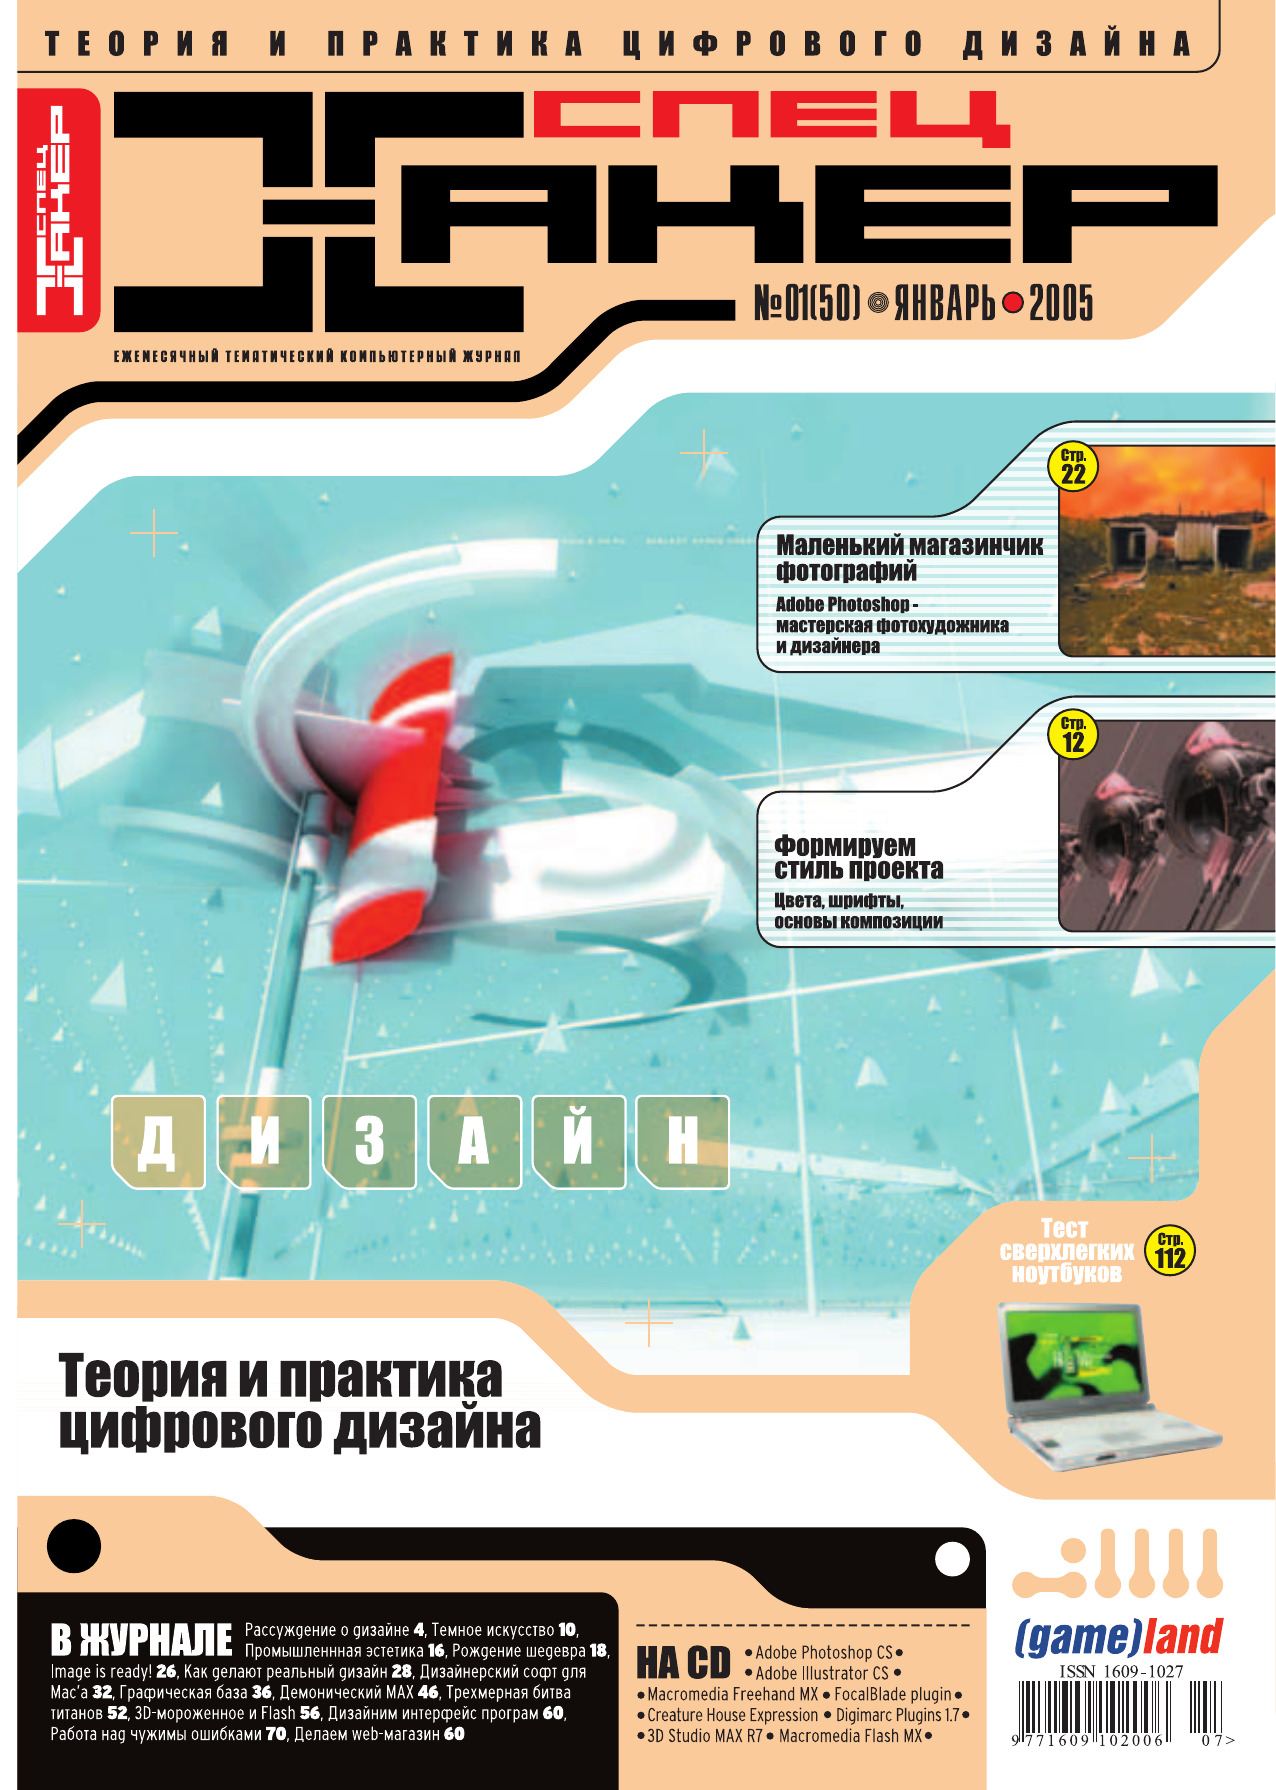 ТЕОРИЯ И ПРАКТИКА ЦИФРОВОГО ДИЗАЙНА
СПЕЦ
ХАКЕР
СПЕЦ
ХАКЕР
№01(50) ЯНВАРЬ 2005
ЕЖЕМЕСЯЧНЫЙ ТЕМАТИЧЕСКИЙ КОМПЬЮТЕРНЫЙ ЖУРНАЛ
Стр.
22
Маленький магазинчик
фотографий
Adobe Photoshop -
мастерская фотохудожника
и дизайнера
Стр.
12
Формируем
стиль проекта
Цвета, шрифты,
основы композиции
ДИЗАЙН
Тест
сверхлегких
ноутбуков
Стр.
112
Теория и практика
цифрового дизайна
В ЖУРНАЛЕ Рассуждение о дизайне 4, Темное искусство 10,
Промышленнная эстетика 16, Рождение шедевра 18,
Image is ready! 26, Как делают реальный дизайн 28, Дизайнерский софт для
Mac'а 32, Графическая база 36, Демонический MAX 46, Трехмерная битва
титанов 52, 3D-мороженное и Flash 56, Дизайним интерфейс програм 60,
Работа над чужимы ошибками 70, Делаем web-магазин 60
НА CD • Adobe Photoshop CS •
• Adobe Illustrator CS •
• Macromedia Freehand MX • FocalBlade plugin •
• Creature House Expression • Digimarc Plugins 1.7 •
• 3D Studio MAX R7 • Macromedia Flash MX •
(game)land
ISSN 1609-1027
9 771609 102006 07>